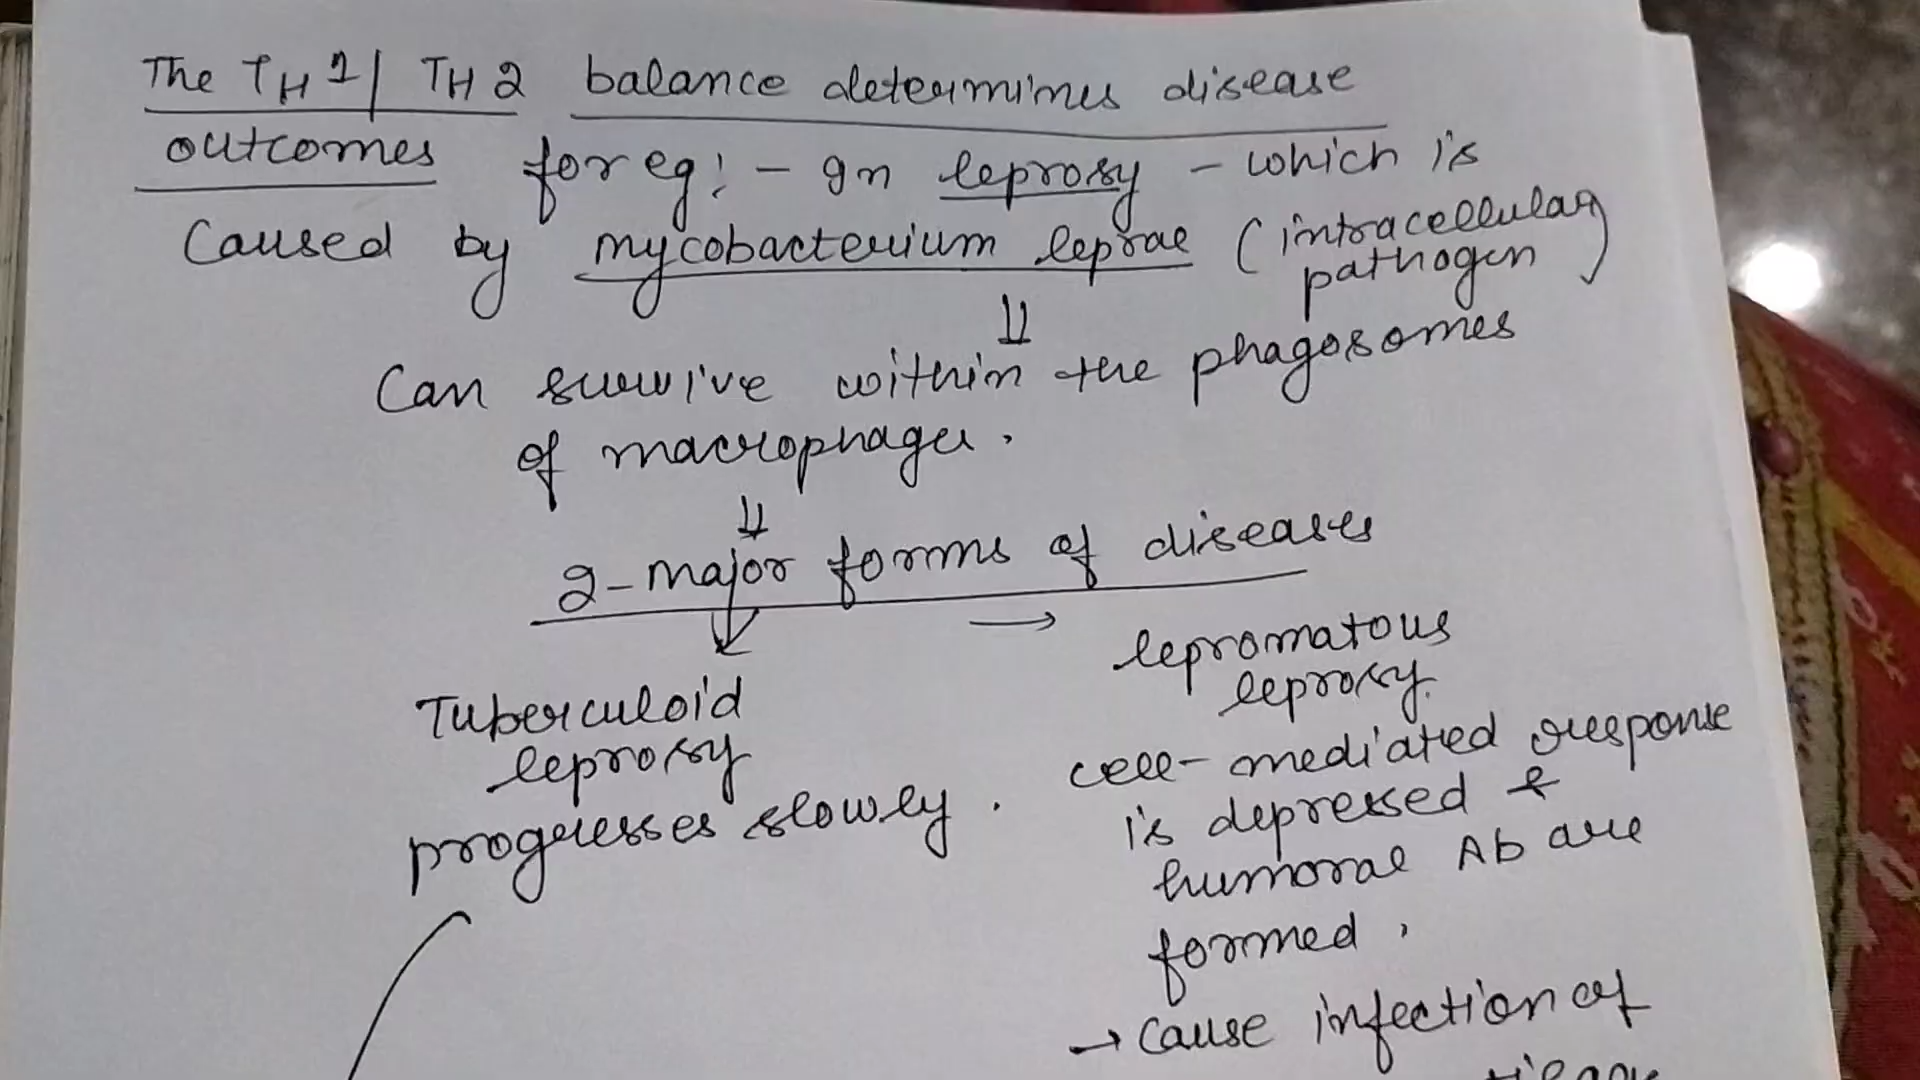 The TH1/ TH2 balance determines disease
outcomes for eg:- In leprosy - which is
Caused by mycobacterium leprae (intracellular
pathogen)
⇓
Can survive within the phagosomes
of macrophages.
⇓
2-major forms of diseases
→
Tuberculoid
leprosy
progresses slowly.
lepromatous
leprosy.
cell-mediated response
is depressed &
humoral Ab are
formed.
→ Cause infection of